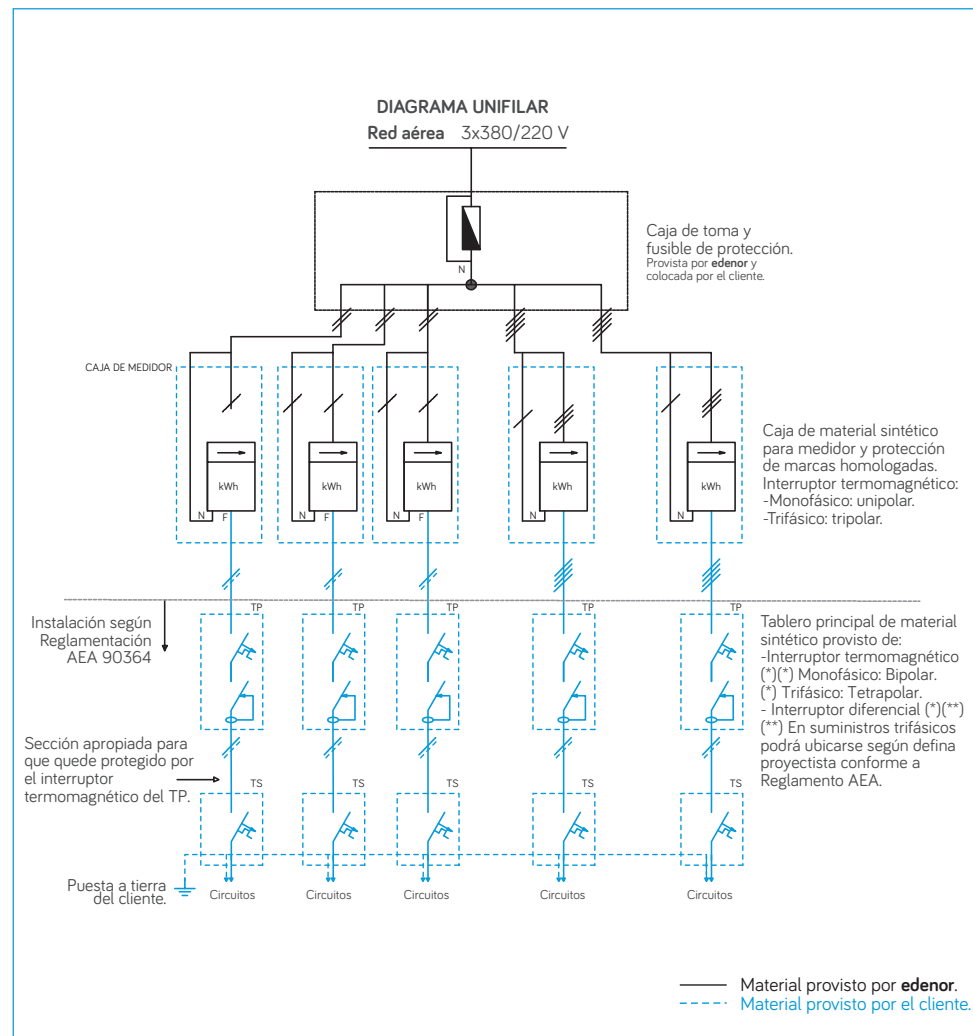 DIAGRAMA UNIFILAR
Red aérea 3x380/220 V
Caja de toma y
fusible de protección.
Provista por edenor y
colocada por el cliente.
N
CAJA DE MEDIDOR
Caja de material sintético
para medidor y protección
de marcas homologadas.
Interruptor termomagnético:
-Monofásico: unipolar.
-Trifásico: tripolar.
kWh kWh kWh kWh kWh
N F N F N F N N
TP TP TP TP TP
Instalación según
Reglamentación
AEA 90364
Tablero principal de material
sintético provisto de:
-Interruptor termomagnético
(*)(*) Monofásico: Bipolar.
(*) Trifásico: Tetrapolar.
- Interruptor diferencial (*)(**)
(**) En suministros trifásicos
podrá ubicarse según defina
proyectista conforme a
Reglamento AEA.
Sección apropiada para
que quede protegido por
el interruptor
termomagnético del TP.
TS TS TS TS TS
Puesta a tierra
del cliente.
Circuitos Circuitos Circuitos Circuitos Circuitos
Material provisto por edenor.
Material provisto por el cliente.